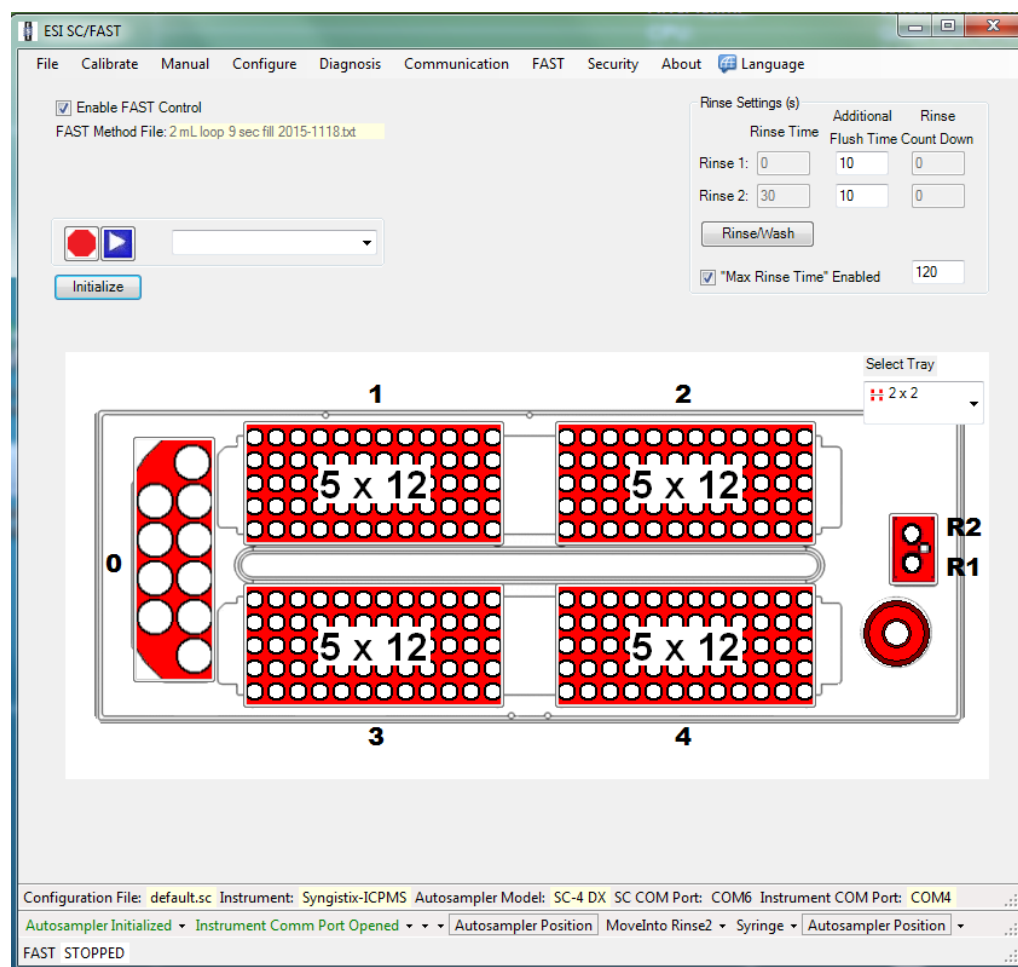 ESI SC/FAST
File Calibrate Manual Configure Diagnosis Communication FAST Security About Language
Enable FAST Control
FAST Method File: 2 mL loop 9 sec fill 2015-1118.txt
Rinse Settings (s)
Rinse Time Additional Flush Time Rinse Count Down
Rinse 1: 0 10 0
Rinse 2: 30 10 0
Rinse/Wash
"Max Rinse Time" Enabled 120
Initialize
Select Tray
2 x 2
1 2
5 x 12 5 x 12
R2
0 R1
5 x 12 5 x 12
3 4
Configuration File: default.sc Instrument: Syngistix-ICPMS Autosampler Model: SC-4 DX SC COM Port: COM6 Instrument COM Port: COM4
Autosampler Initialized Instrument Comm Port Opened Autosampler Position MoveInto Rinse2 Syringe Autosampler Position
FAST STOPPED